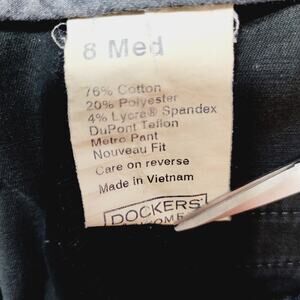 8 Med
76% Cotton
20% Polyester
4% Lycra® Spandex
DuPont Teflon
Metro Pant
Nouveau Fit
Care on reverse
Made in Vietnam
DOCKERS